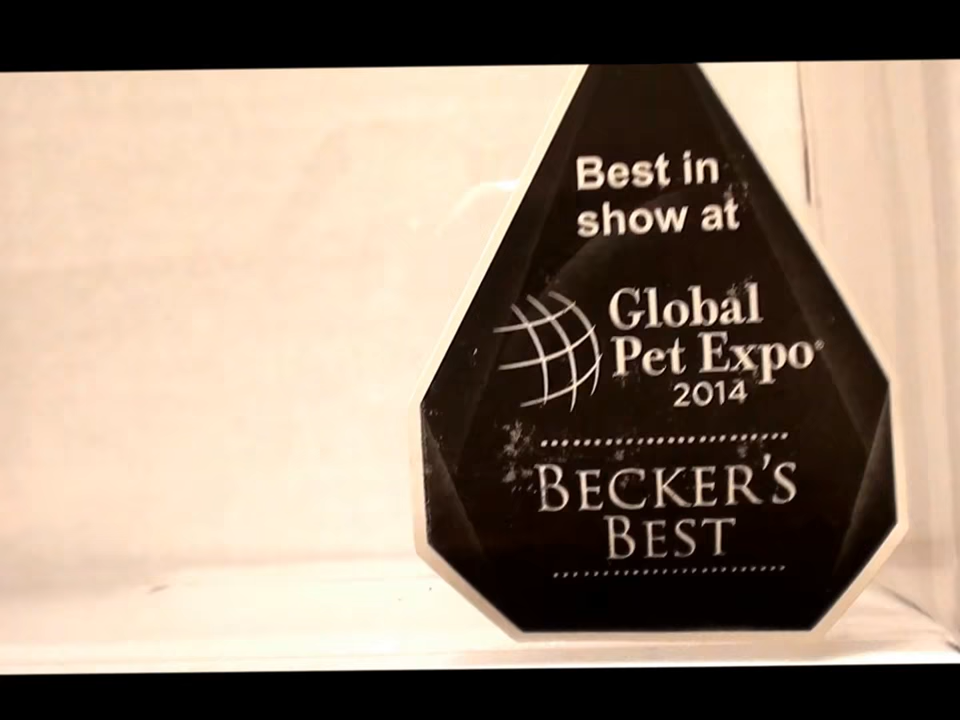 Best in
show at
Global
Pet Expo®
2014
BECKER'S
BEST